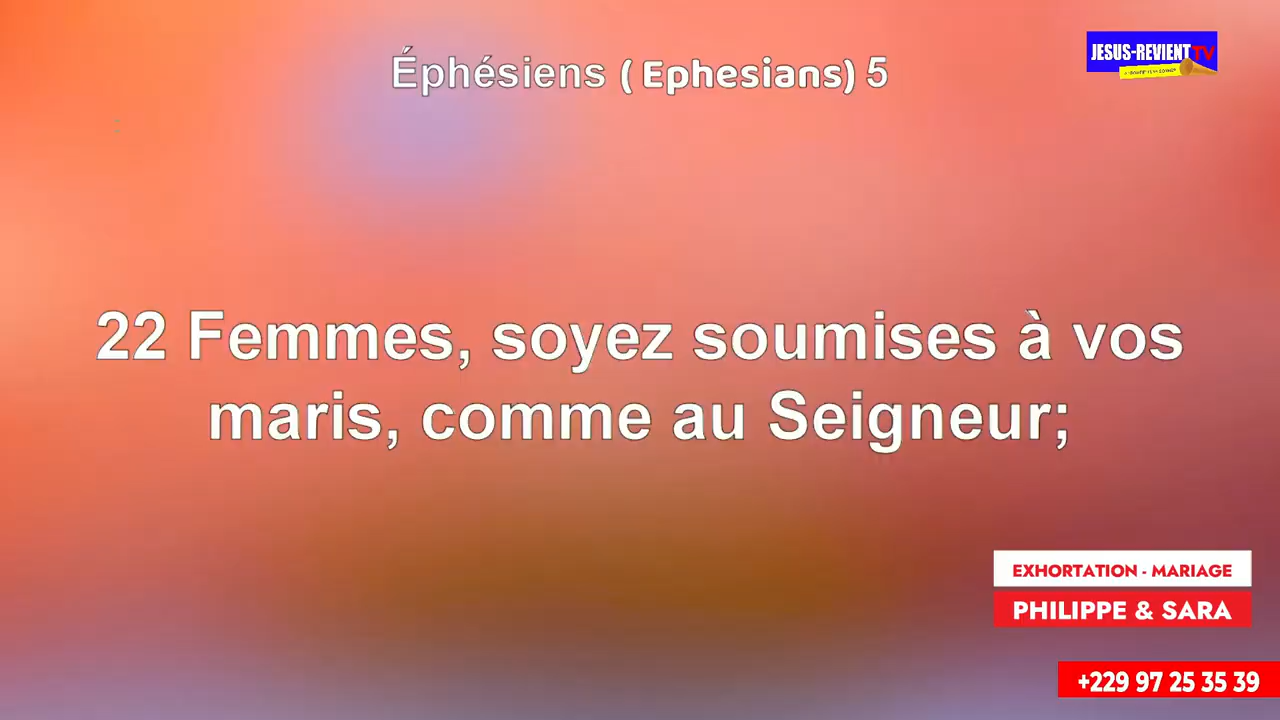 Éphésiens ( Ephesians) 5
JESUS-REVIENT TV
22 Femmes, soyez soumises à vos
maris, comme au Seigneur;
EXHORTATION - MARIAGE
PHILIPPE & SARA
+229 97 25 35 39